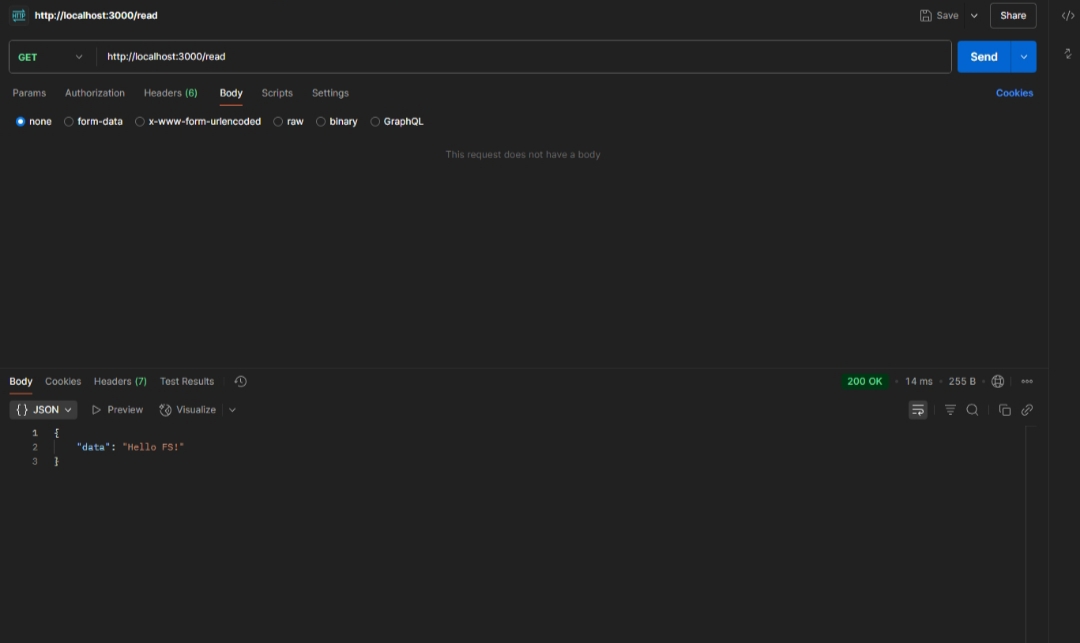 HTTP http://localhost:3000/read Save Share </>
GET http://localhost:3000/read Send
Params Authorization Headers (6) Body Scripts Settings Cookies
none form-data x-www-form-urlencoded raw binary GraphQL
This request does not have a body
Body Cookies Headers (7) Test Results 200 OK • 14 ms • 255 B
{} JSON Preview Visualize
1 {
2 "data": "Hello FS!"
3 }